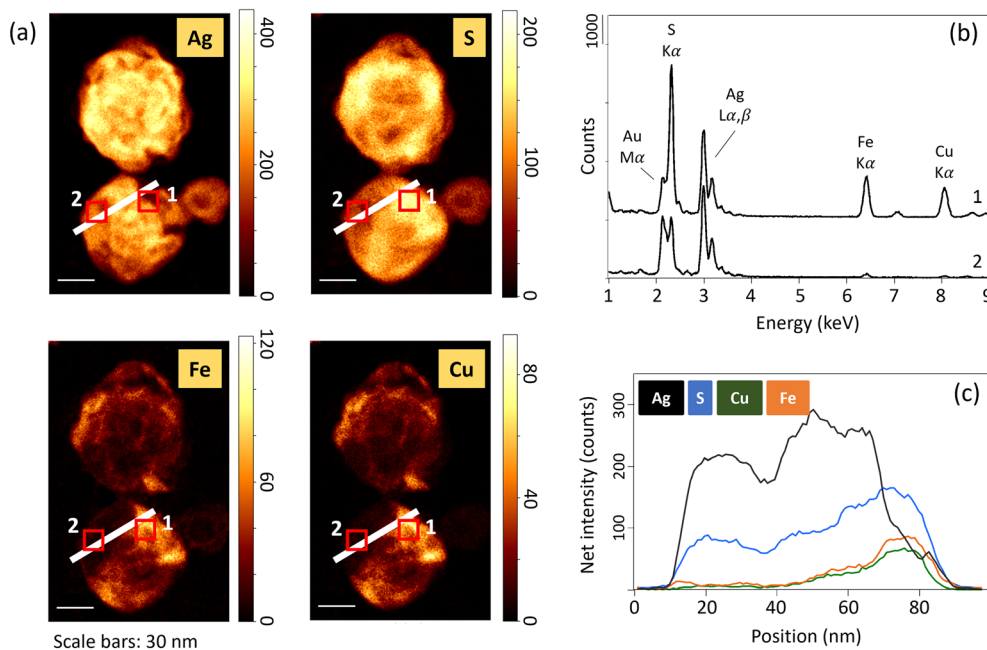 (a)
Ag
400
200
0
2
1
S
200
100
0
2
1
Fe
120
60
0
2
1
Cu
80
40
0
2
1
Scale bars: 30 nm
(b)
1000
Counts
S
Kα
Au
Mα
Ag
Lα,β
Fe
Kα
Cu
Kα
1
2
1 2 3 4 5 6 7 8 9
Energy (keV)
(c)
Ag S Cu Fe
300
200
100
Net intensity (counts)
0 20 40 60 80
Position (nm)